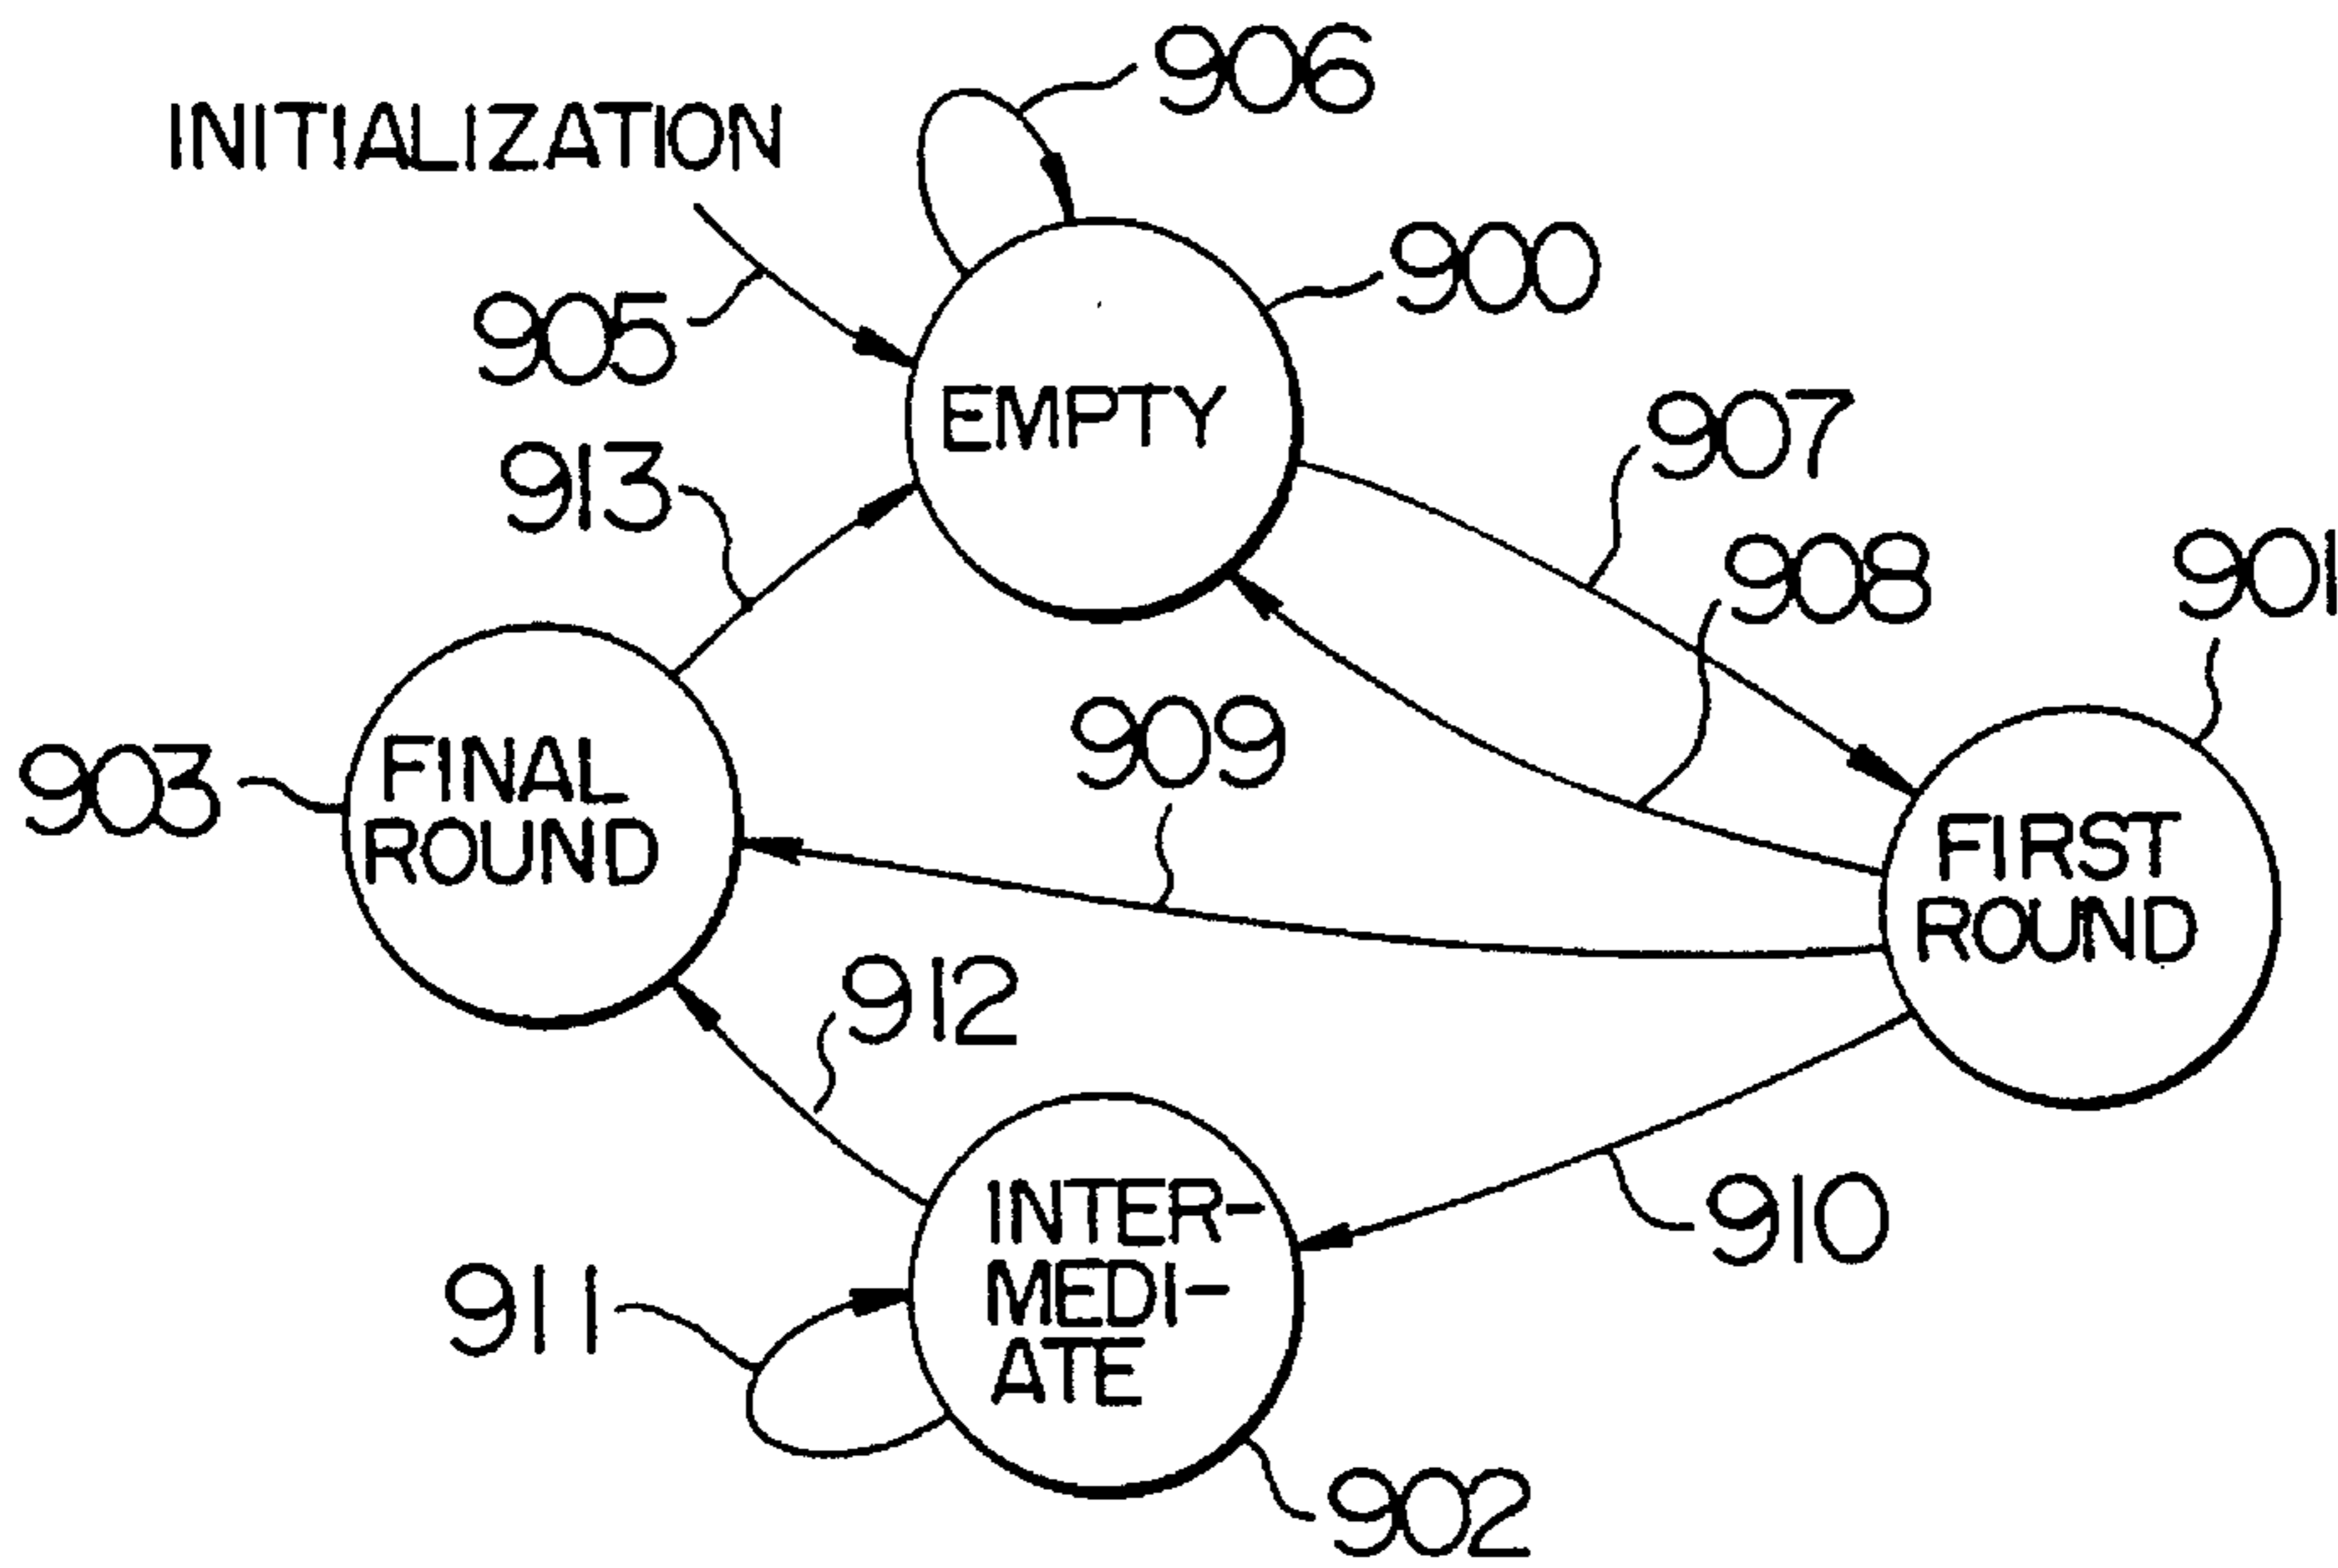 906
INITIALIZATION
900
905
EMPTY
907
913
908
901
909
903
FINAL
ROUND
FIRST
ROUND
912
910
INTER-
MEDI-
ATE
911
902